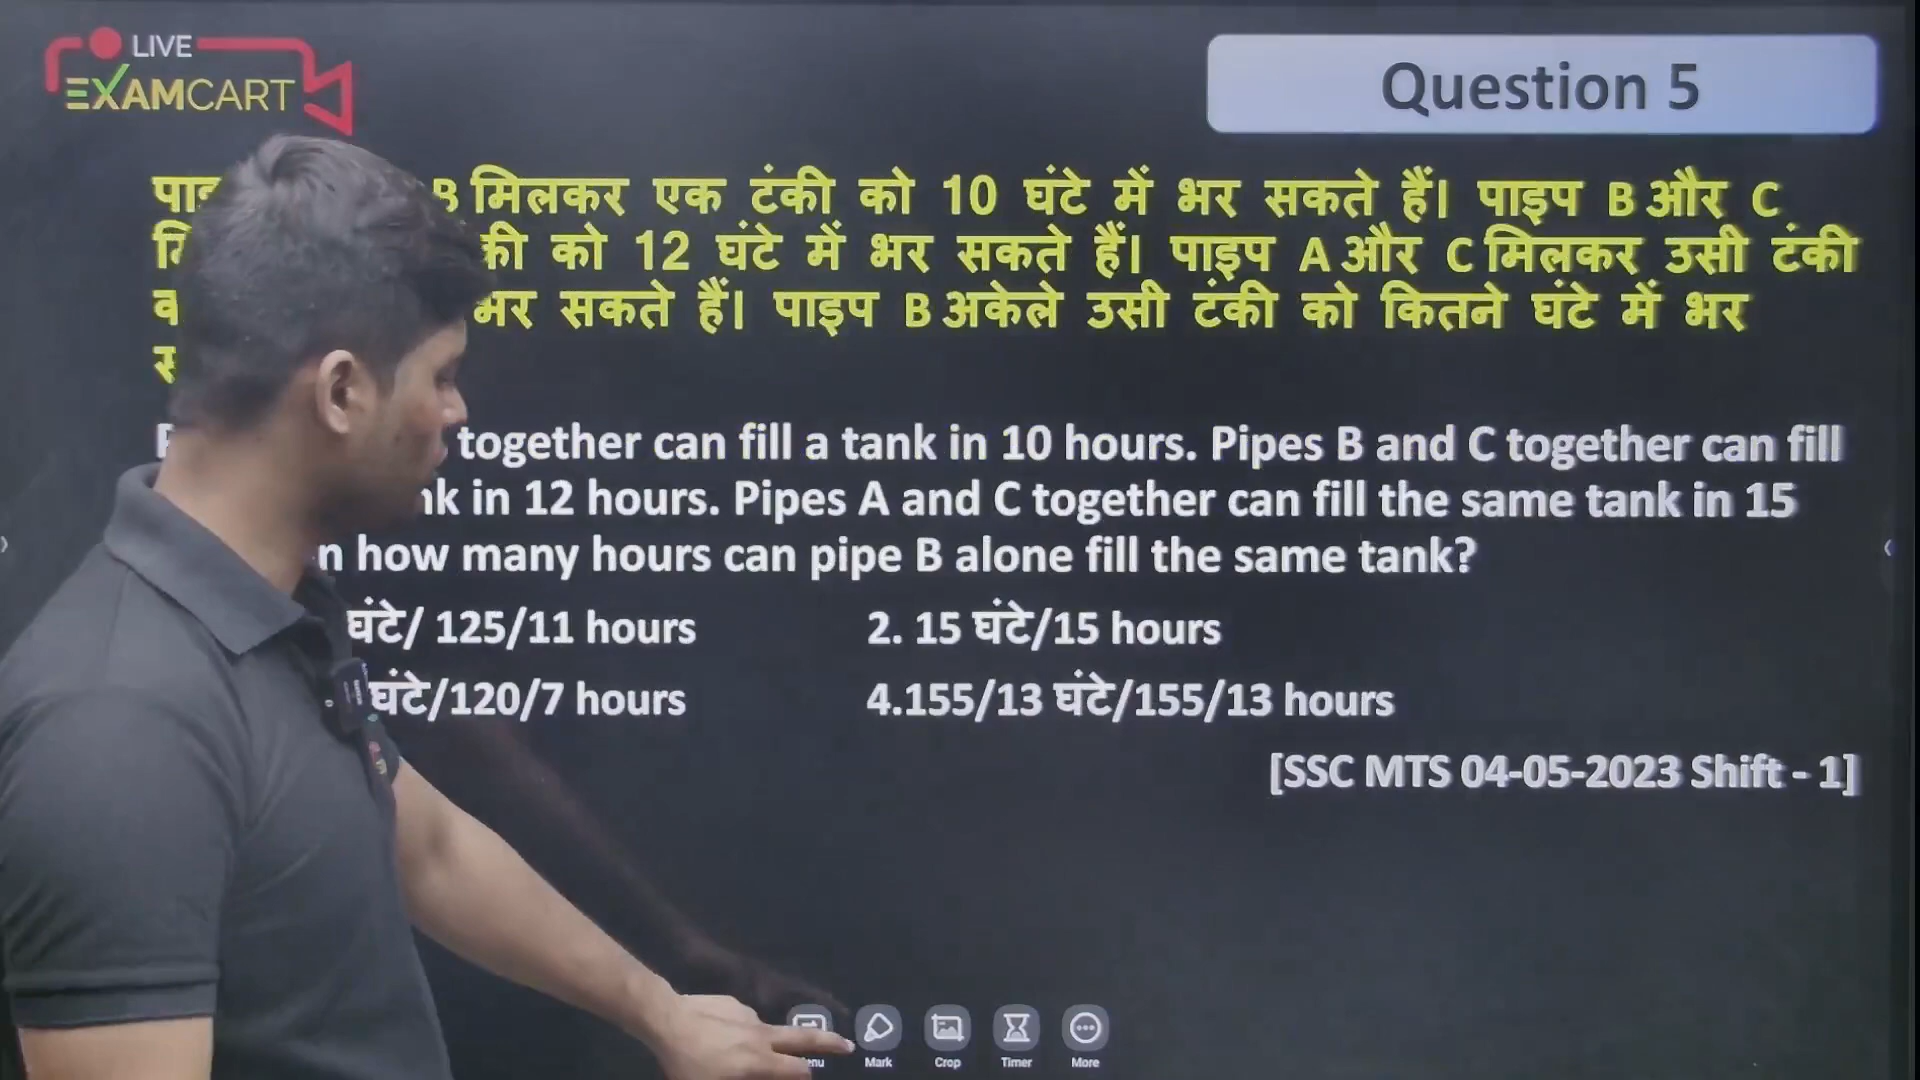 LIVE
EXAMCART
Question 5
B मिलकर एक टंकी को 10 घंटे में भर सकते हैं। पाइप B और C
को 12 घंटे में भर सकते हैं। पाइप A और C मिलकर उसी टंकी
भर सकते हैं। पाइप B अकेले उसी टंकी को कितने घंटे में भर
together can fill a tank in 10 hours. Pipes B and C together can fill
in 12 hours. Pipes A and C together can fill the same tank in 15
how many hours can pipe B alone fill the same tank?
घंटे/ 125/11 hours
2. 15 घंटे/15 hours
घंटे/120/7 hours
4.155/13 घंटे/155/13 hours
[SSC MTS 04-05-2023 Shift - 1]
Mark Crop Timer More